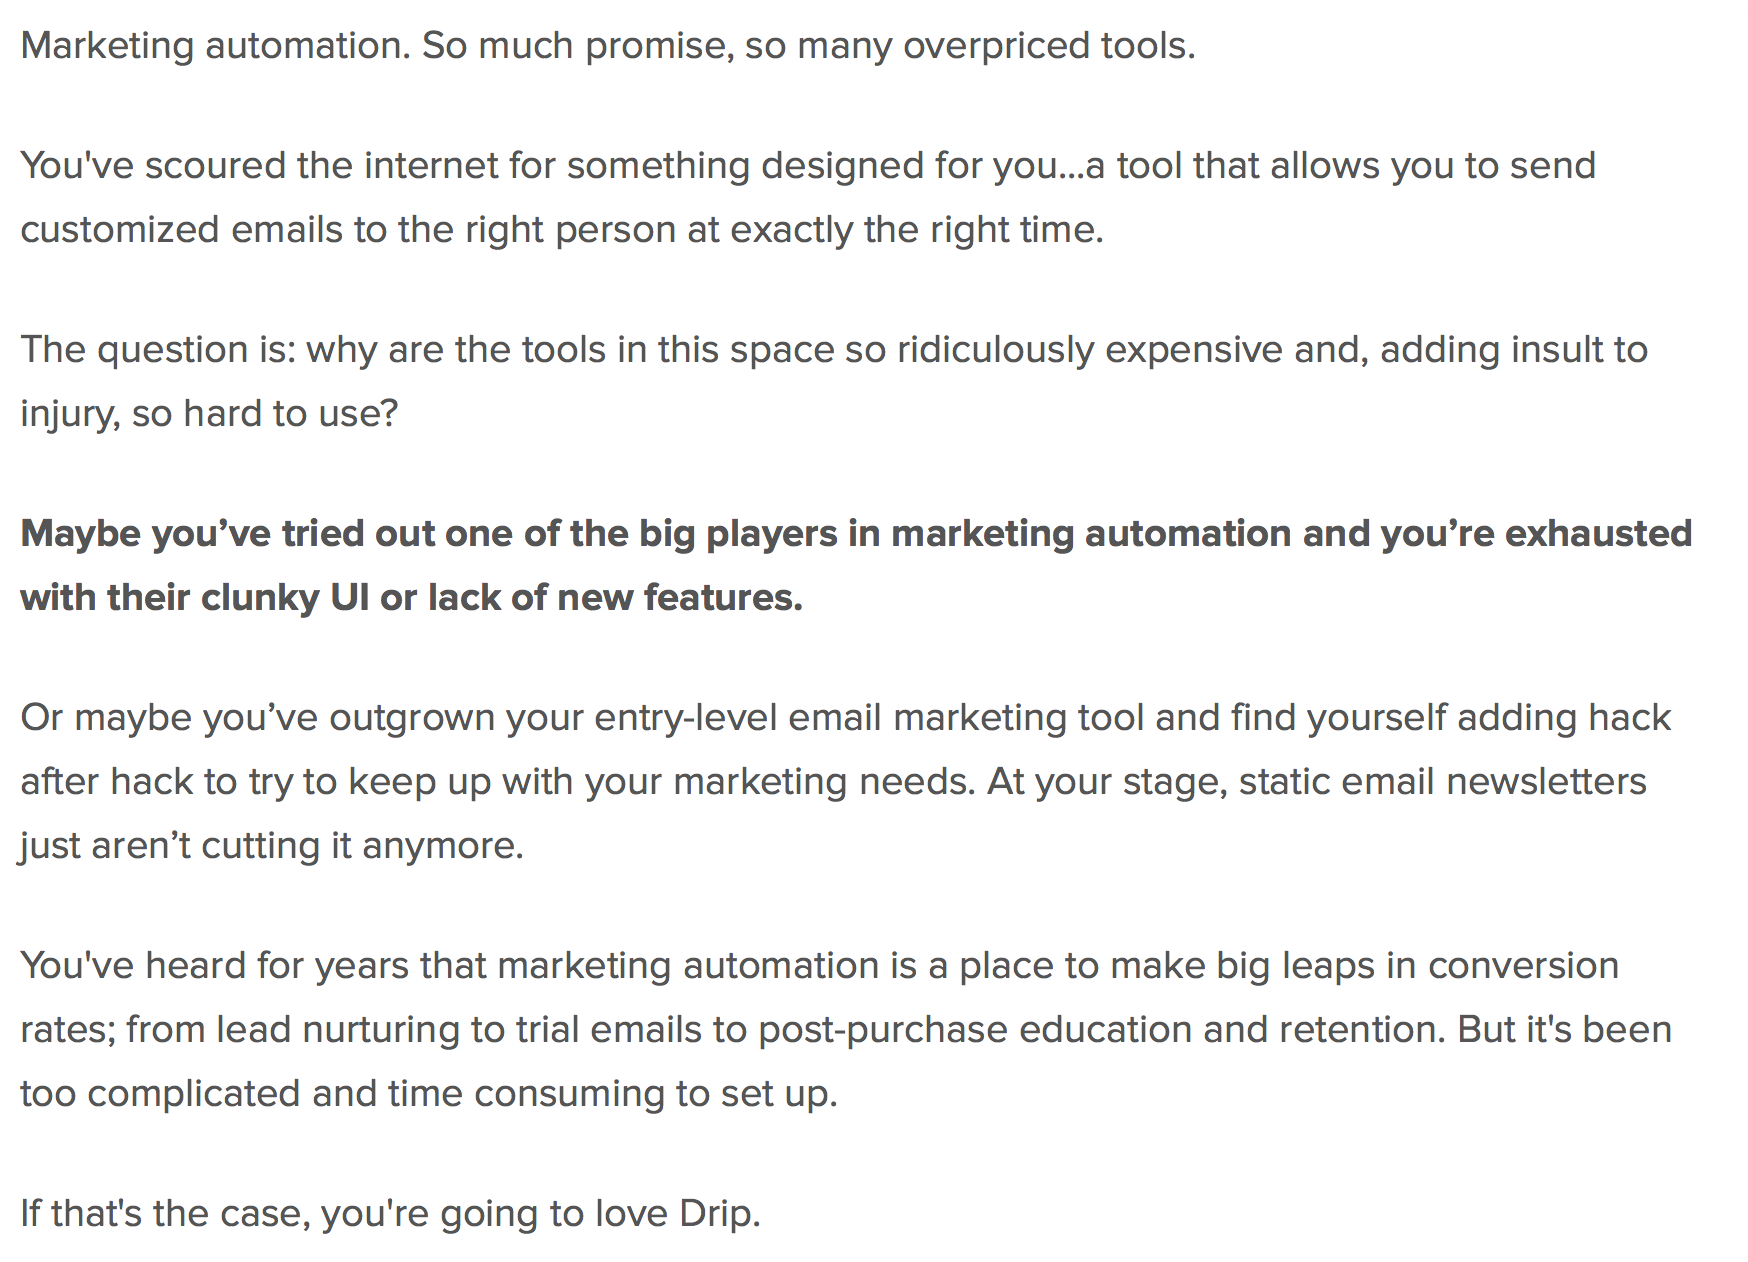 Marketing automation. So much promise, so many overpriced tools.
You've scoured the internet for something designed for you...a tool that allows you to send
customized emails to the right person at exactly the right time.
The question is: why are the tools in this space so ridiculously expensive and, adding insult to
injury, so hard to use?
Maybe you’ve tried out one of the big players in marketing automation and you’re exhausted
with their clunky UI or lack of new features.
Or maybe you’ve outgrown your entry-level email marketing tool and find yourself adding hack
after hack to try to keep up with your marketing needs. At your stage, static email newsletters
just aren’t cutting it anymore.
You've heard for years that marketing automation is a place to make big leaps in conversion
rates; from lead nurturing to trial emails to post-purchase education and retention. But it's been
too complicated and time consuming to set up.
If that's the case, you're going to love Drip.